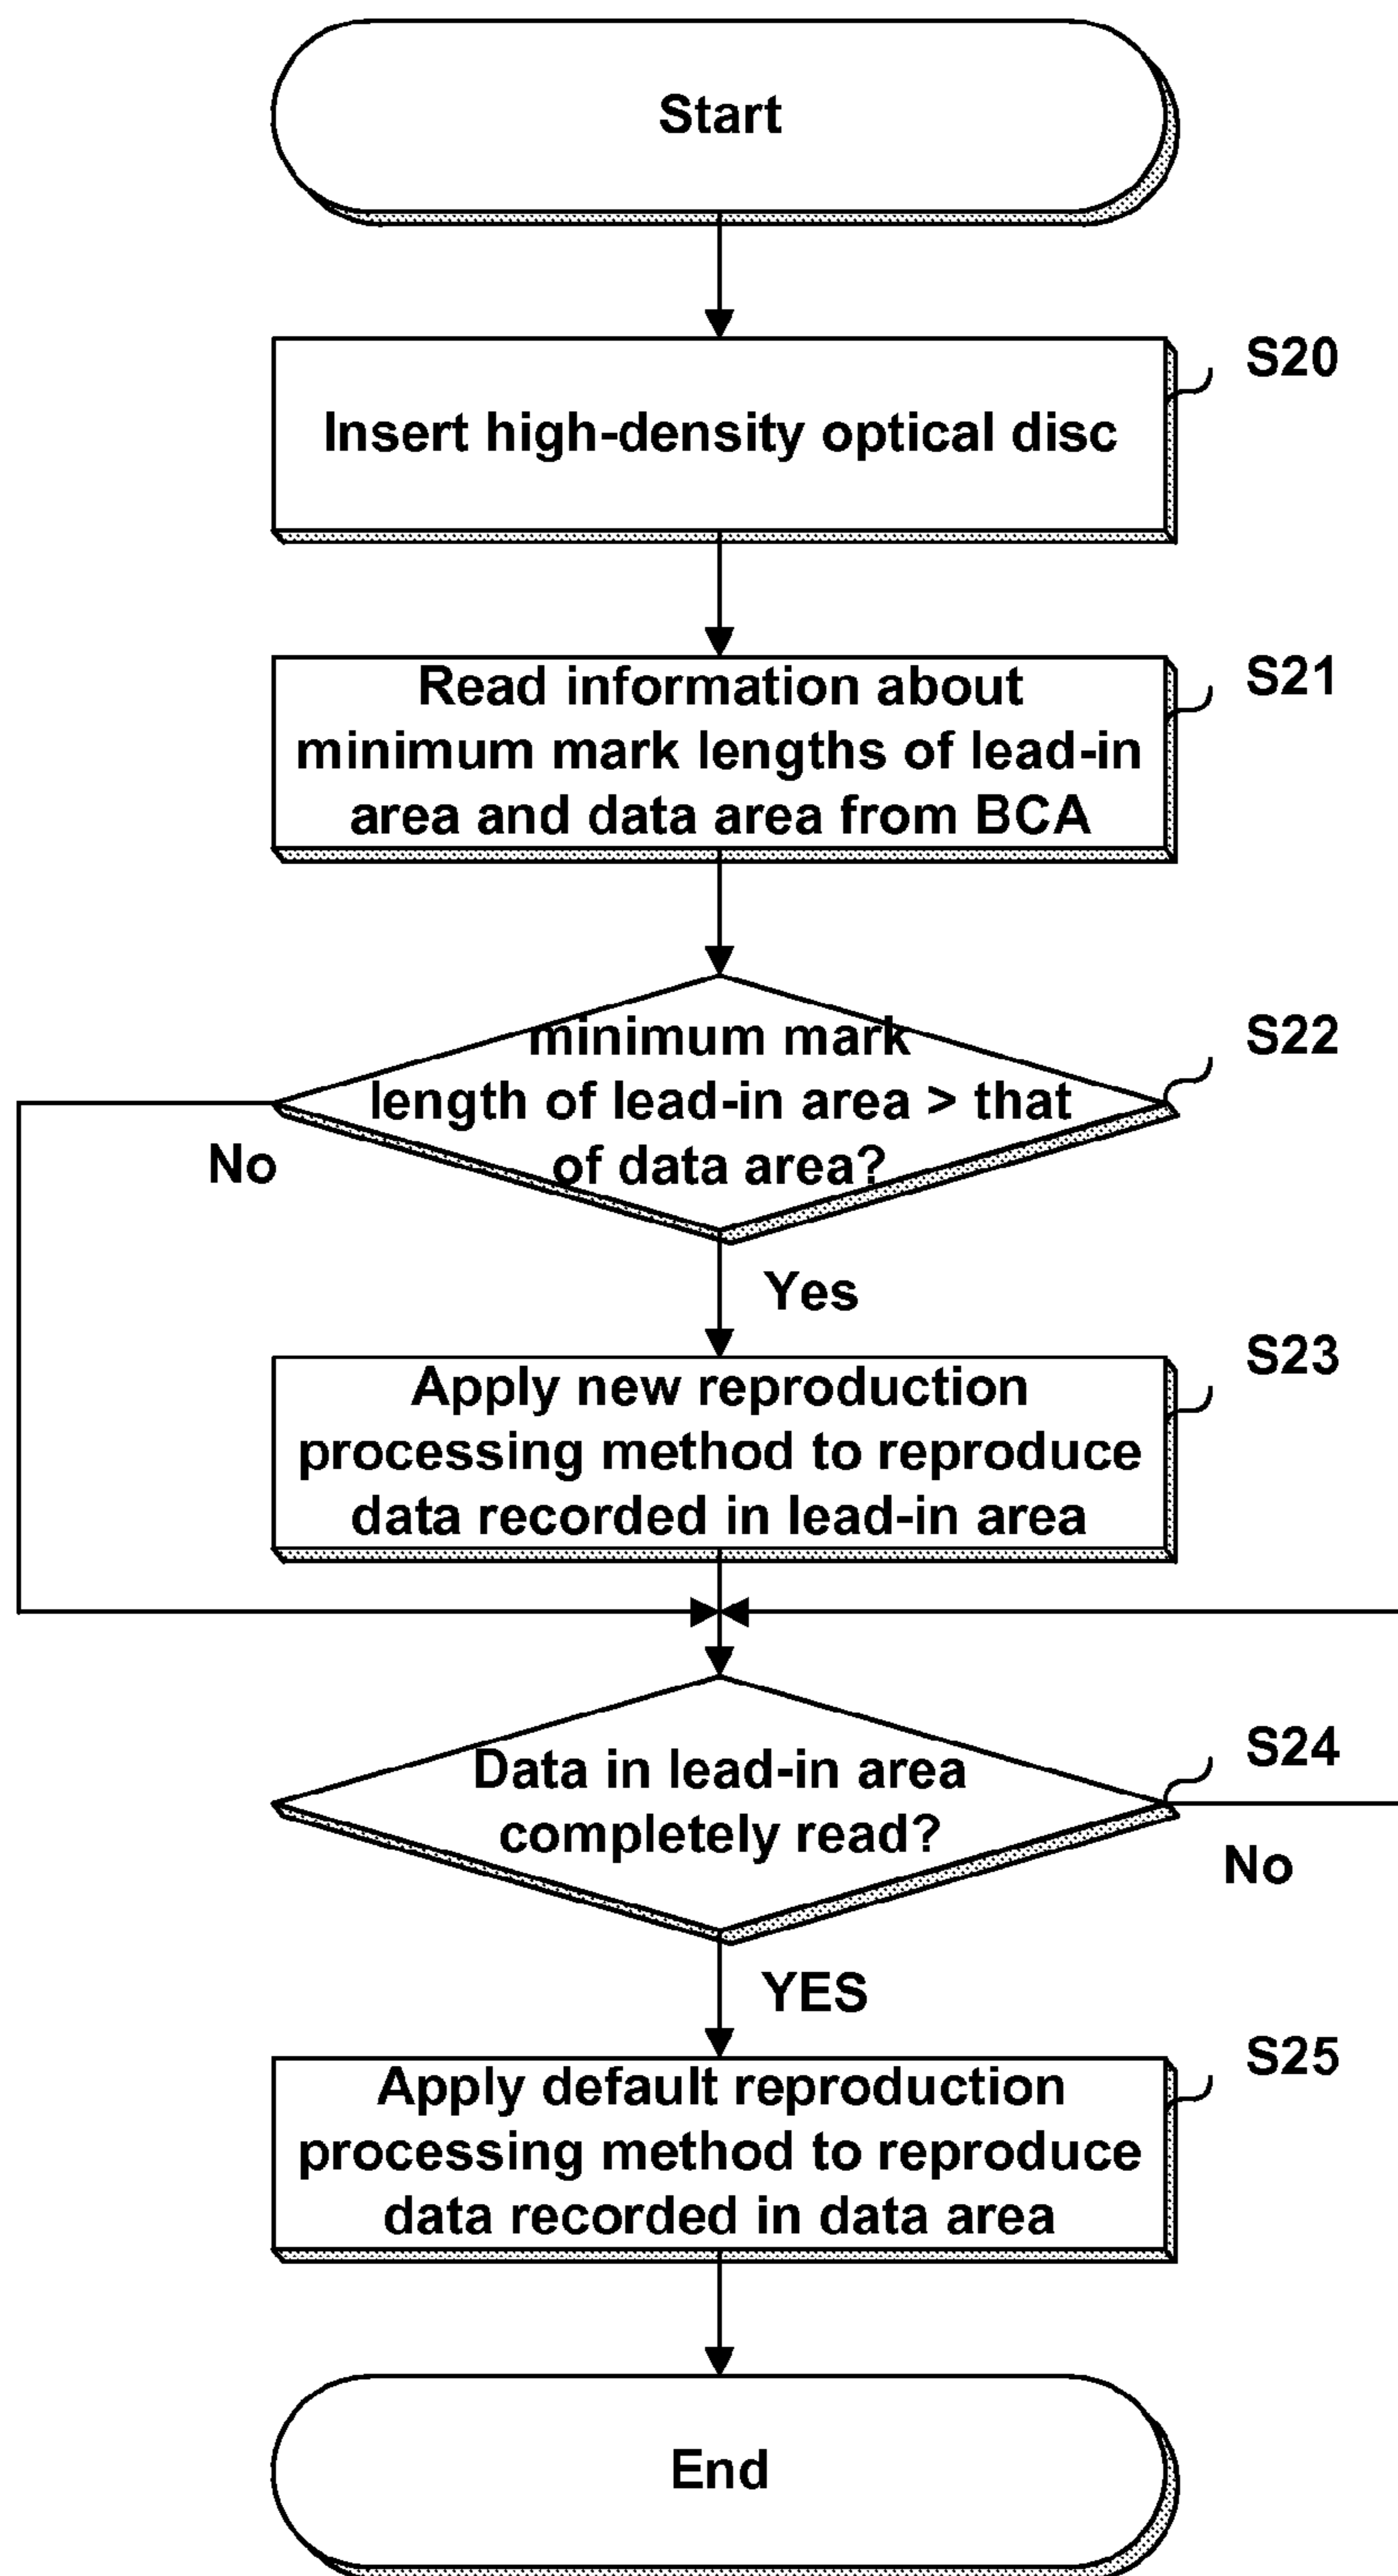 Start
S20
Insert high-density optical disc
S21
Read information about
minimum mark lengths of lead-in
area and data area from BCA
S22
minimum mark
length of lead-in area > that
of data area?
No
Yes
S23
Apply new reproduction
processing method to reproduce
data recorded in lead-in area
S24
Data in lead-in area
completely read?
No
YES
S25
Apply default reproduction
processing method to reproduce
data recorded in data area
End